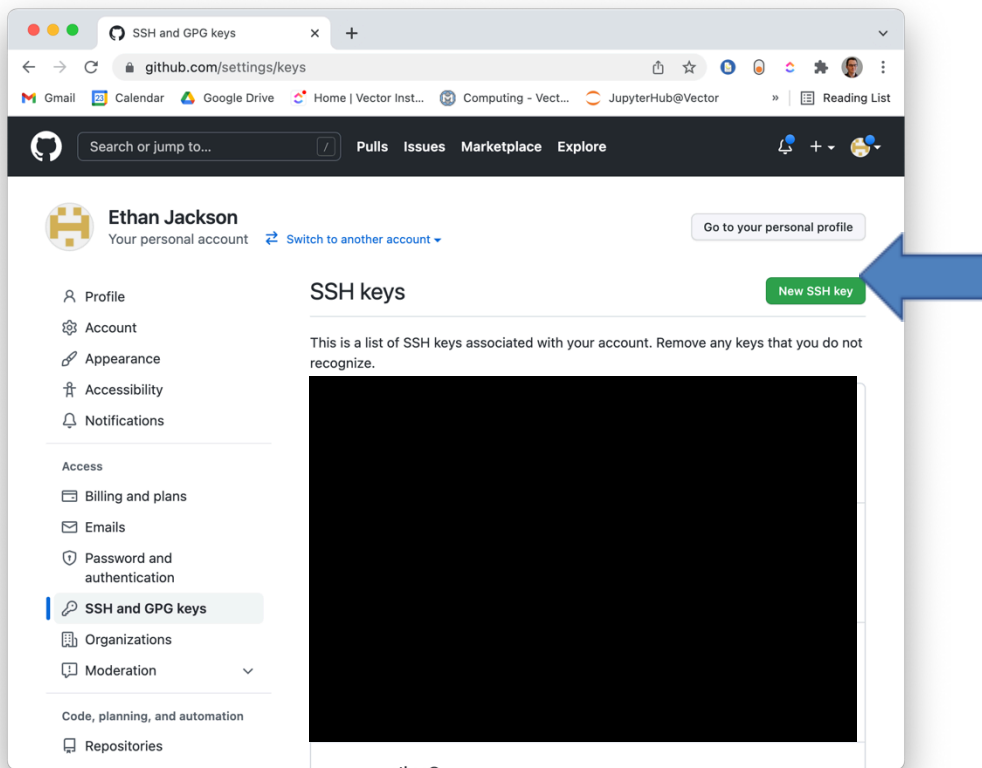 SSH and GPG keys
github.com/settings/keys
Gmail 23 Calendar Google Drive Home | Vector Inst... Computing - Vect... JupyterHub@Vector » Reading List
Search or jump to... / Pulls Issues Marketplace Explore
Ethan Jackson
Your personal account Switch to another account
Go to your personal profile
Profile
Account
Appearance
Accessibility
Notifications
Access
Billing and plans
Emails
Password and
authentication
SSH and GPG keys
Organizations
Moderation
Code, planning, and automation
Repositories
SSH keys
New SSH key
This is a list of SSH keys associated with your account. Remove any keys that you do not
recognize.